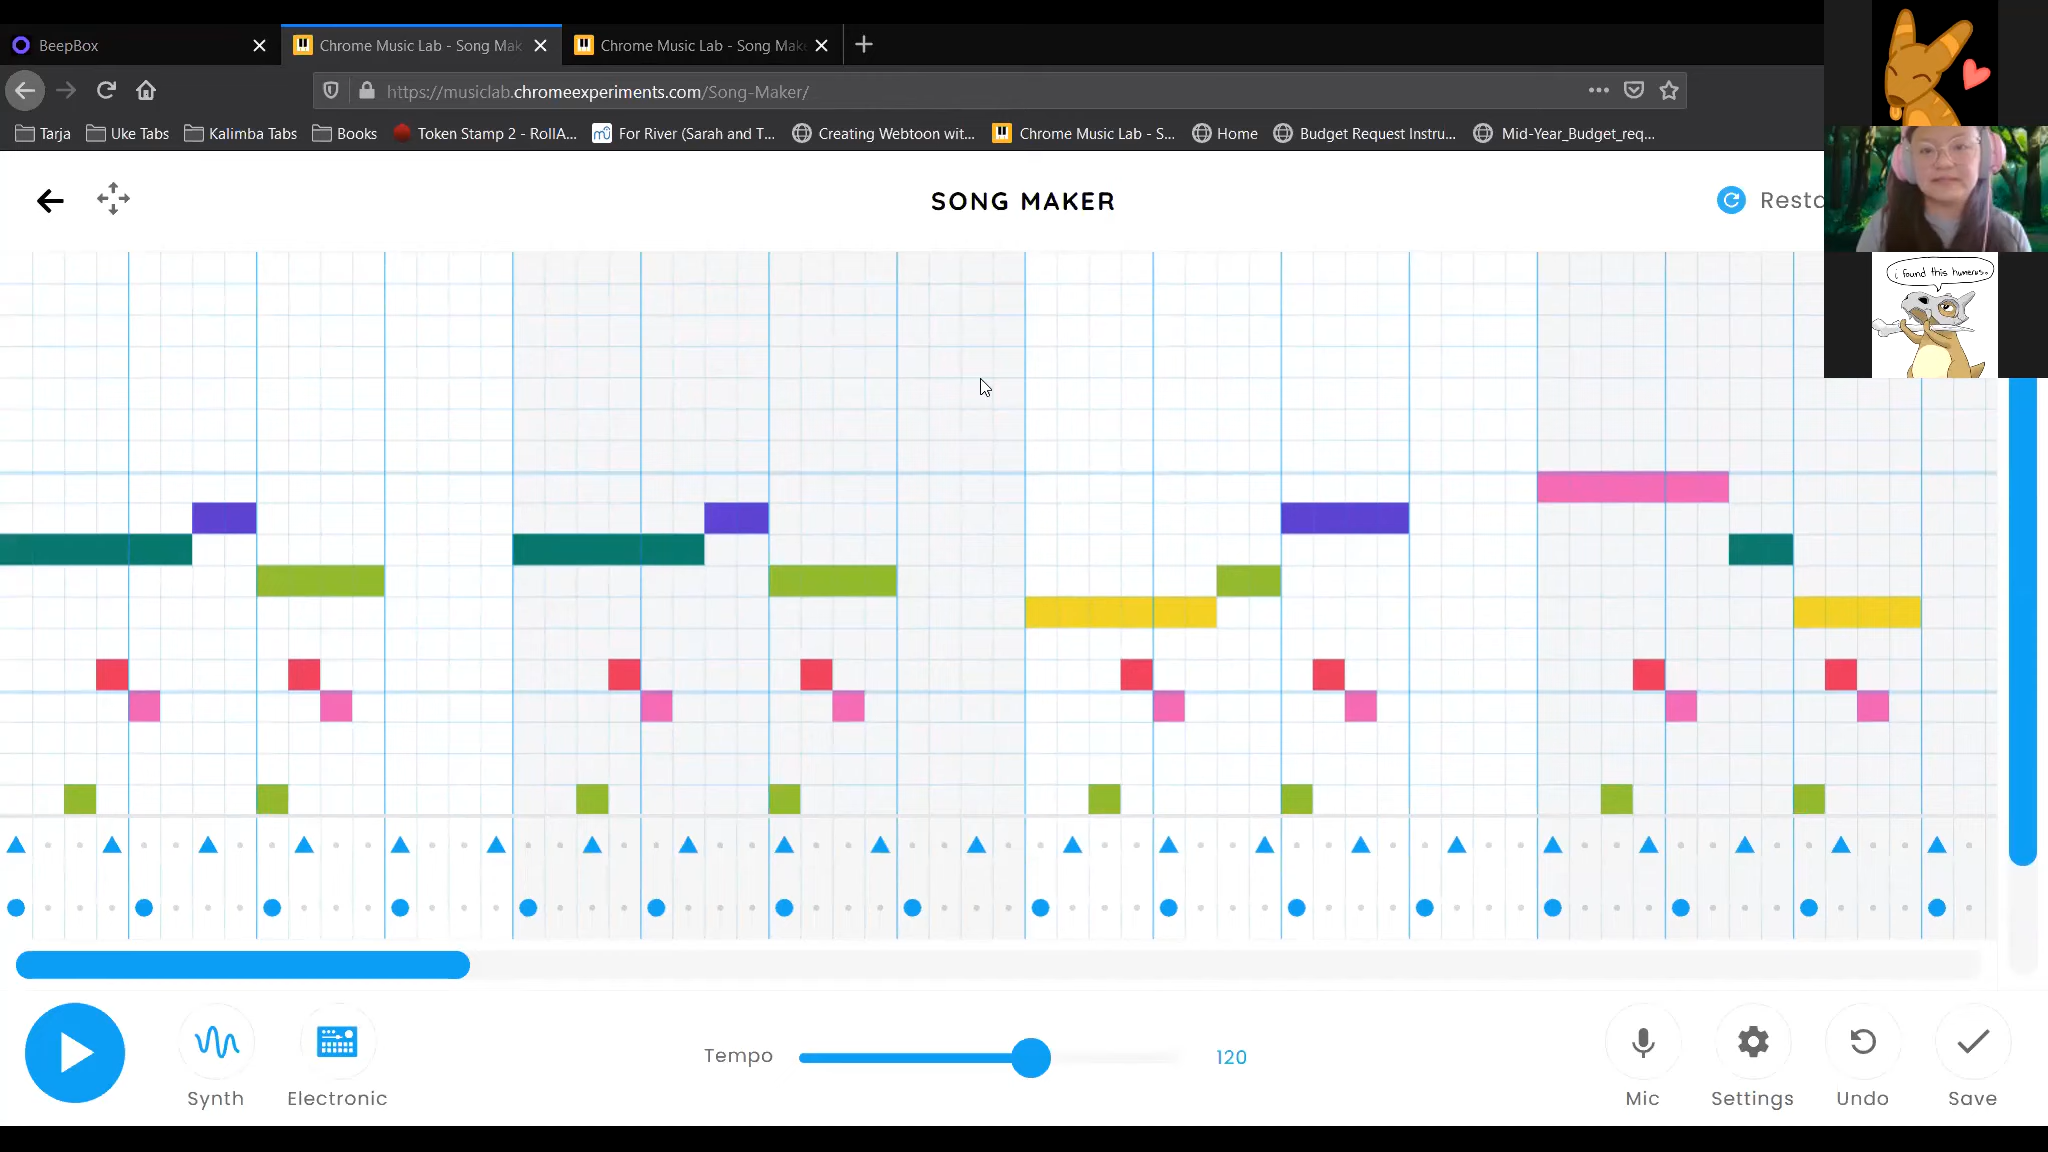 BeepBox
Chrome Music Lab - Song Mak
Chrome Music Lab - Song Make
https://musiclab.chromeexperiments.com/Song-Maker/
Tarja
Uke Tabs
Kalimba Tabs
Books
Token Stamp 2 - RollA...
For River (Sarah and T...
Creating Webtoon wit...
Chrome Music Lab - S...
Home
Budget Request Instru...
Mid-Year_Budget_req...
SONG MAKER
Resta
i found this humerus.
Tempo
120
Synth
Electronic
Mic
Settings
Undo
Save